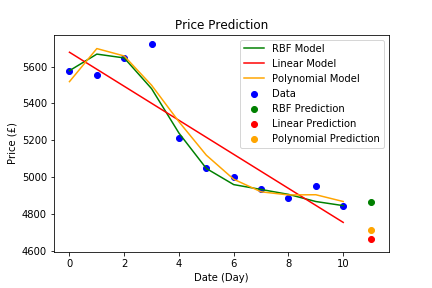 Price Prediction
RBF Model
Linear Model
Polynomial Model
Data
RBF Prediction
Linear Prediction
Polynomial Prediction
5600
5400
5200
5000
4800
4600
Price (£)
0 2 4 6 8 10
Date (Day)